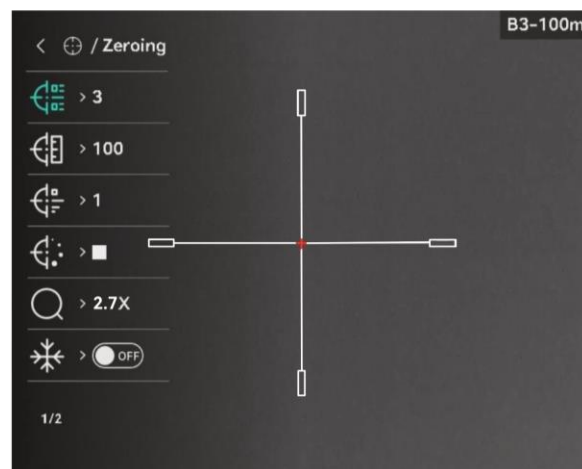 B3-100m
< / Zeroing
> 3
> 100
> 1
>
> 2.7X
> OFF
1/2